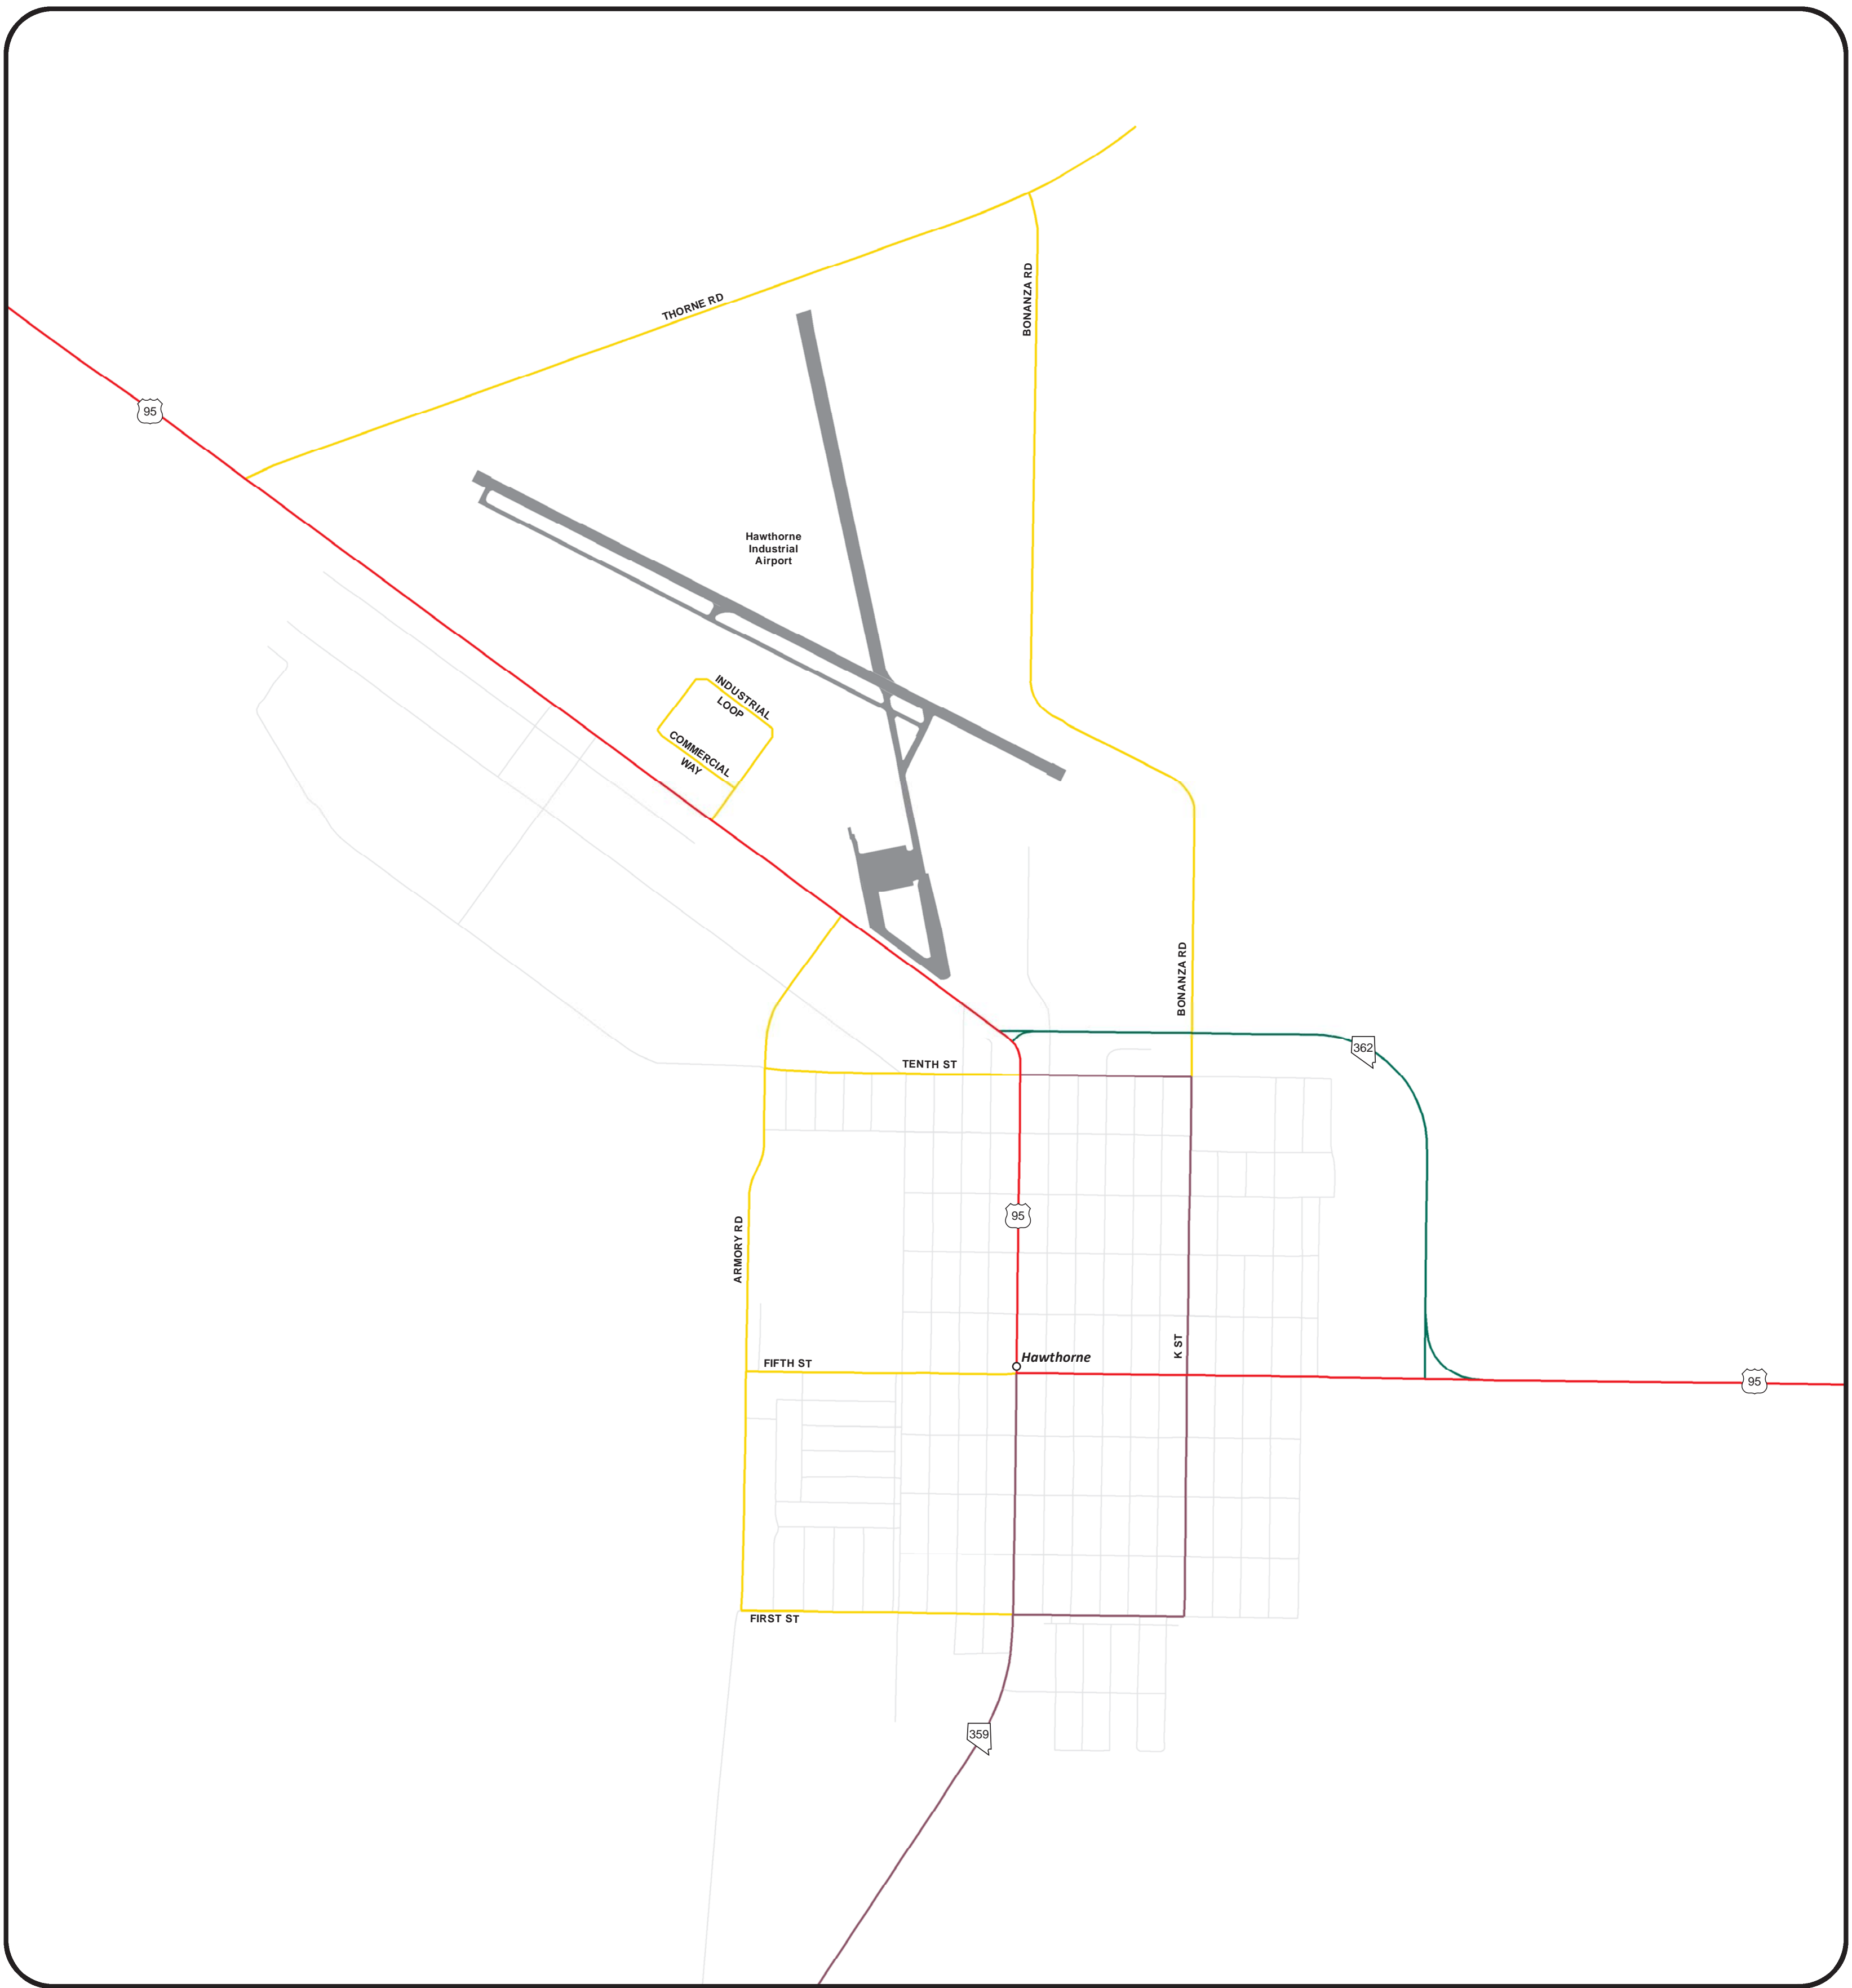 THORNE RD
BONANZA RD
95
Hawthorne
Industrial
Airport
INDUSTRIAL
LOOP
COMMERCIAL
WAY
BONANZA RD
362
TENTH ST
95
ARMORY RD
K ST
Hawthorne
FIFTH ST
95
FIRST ST
359